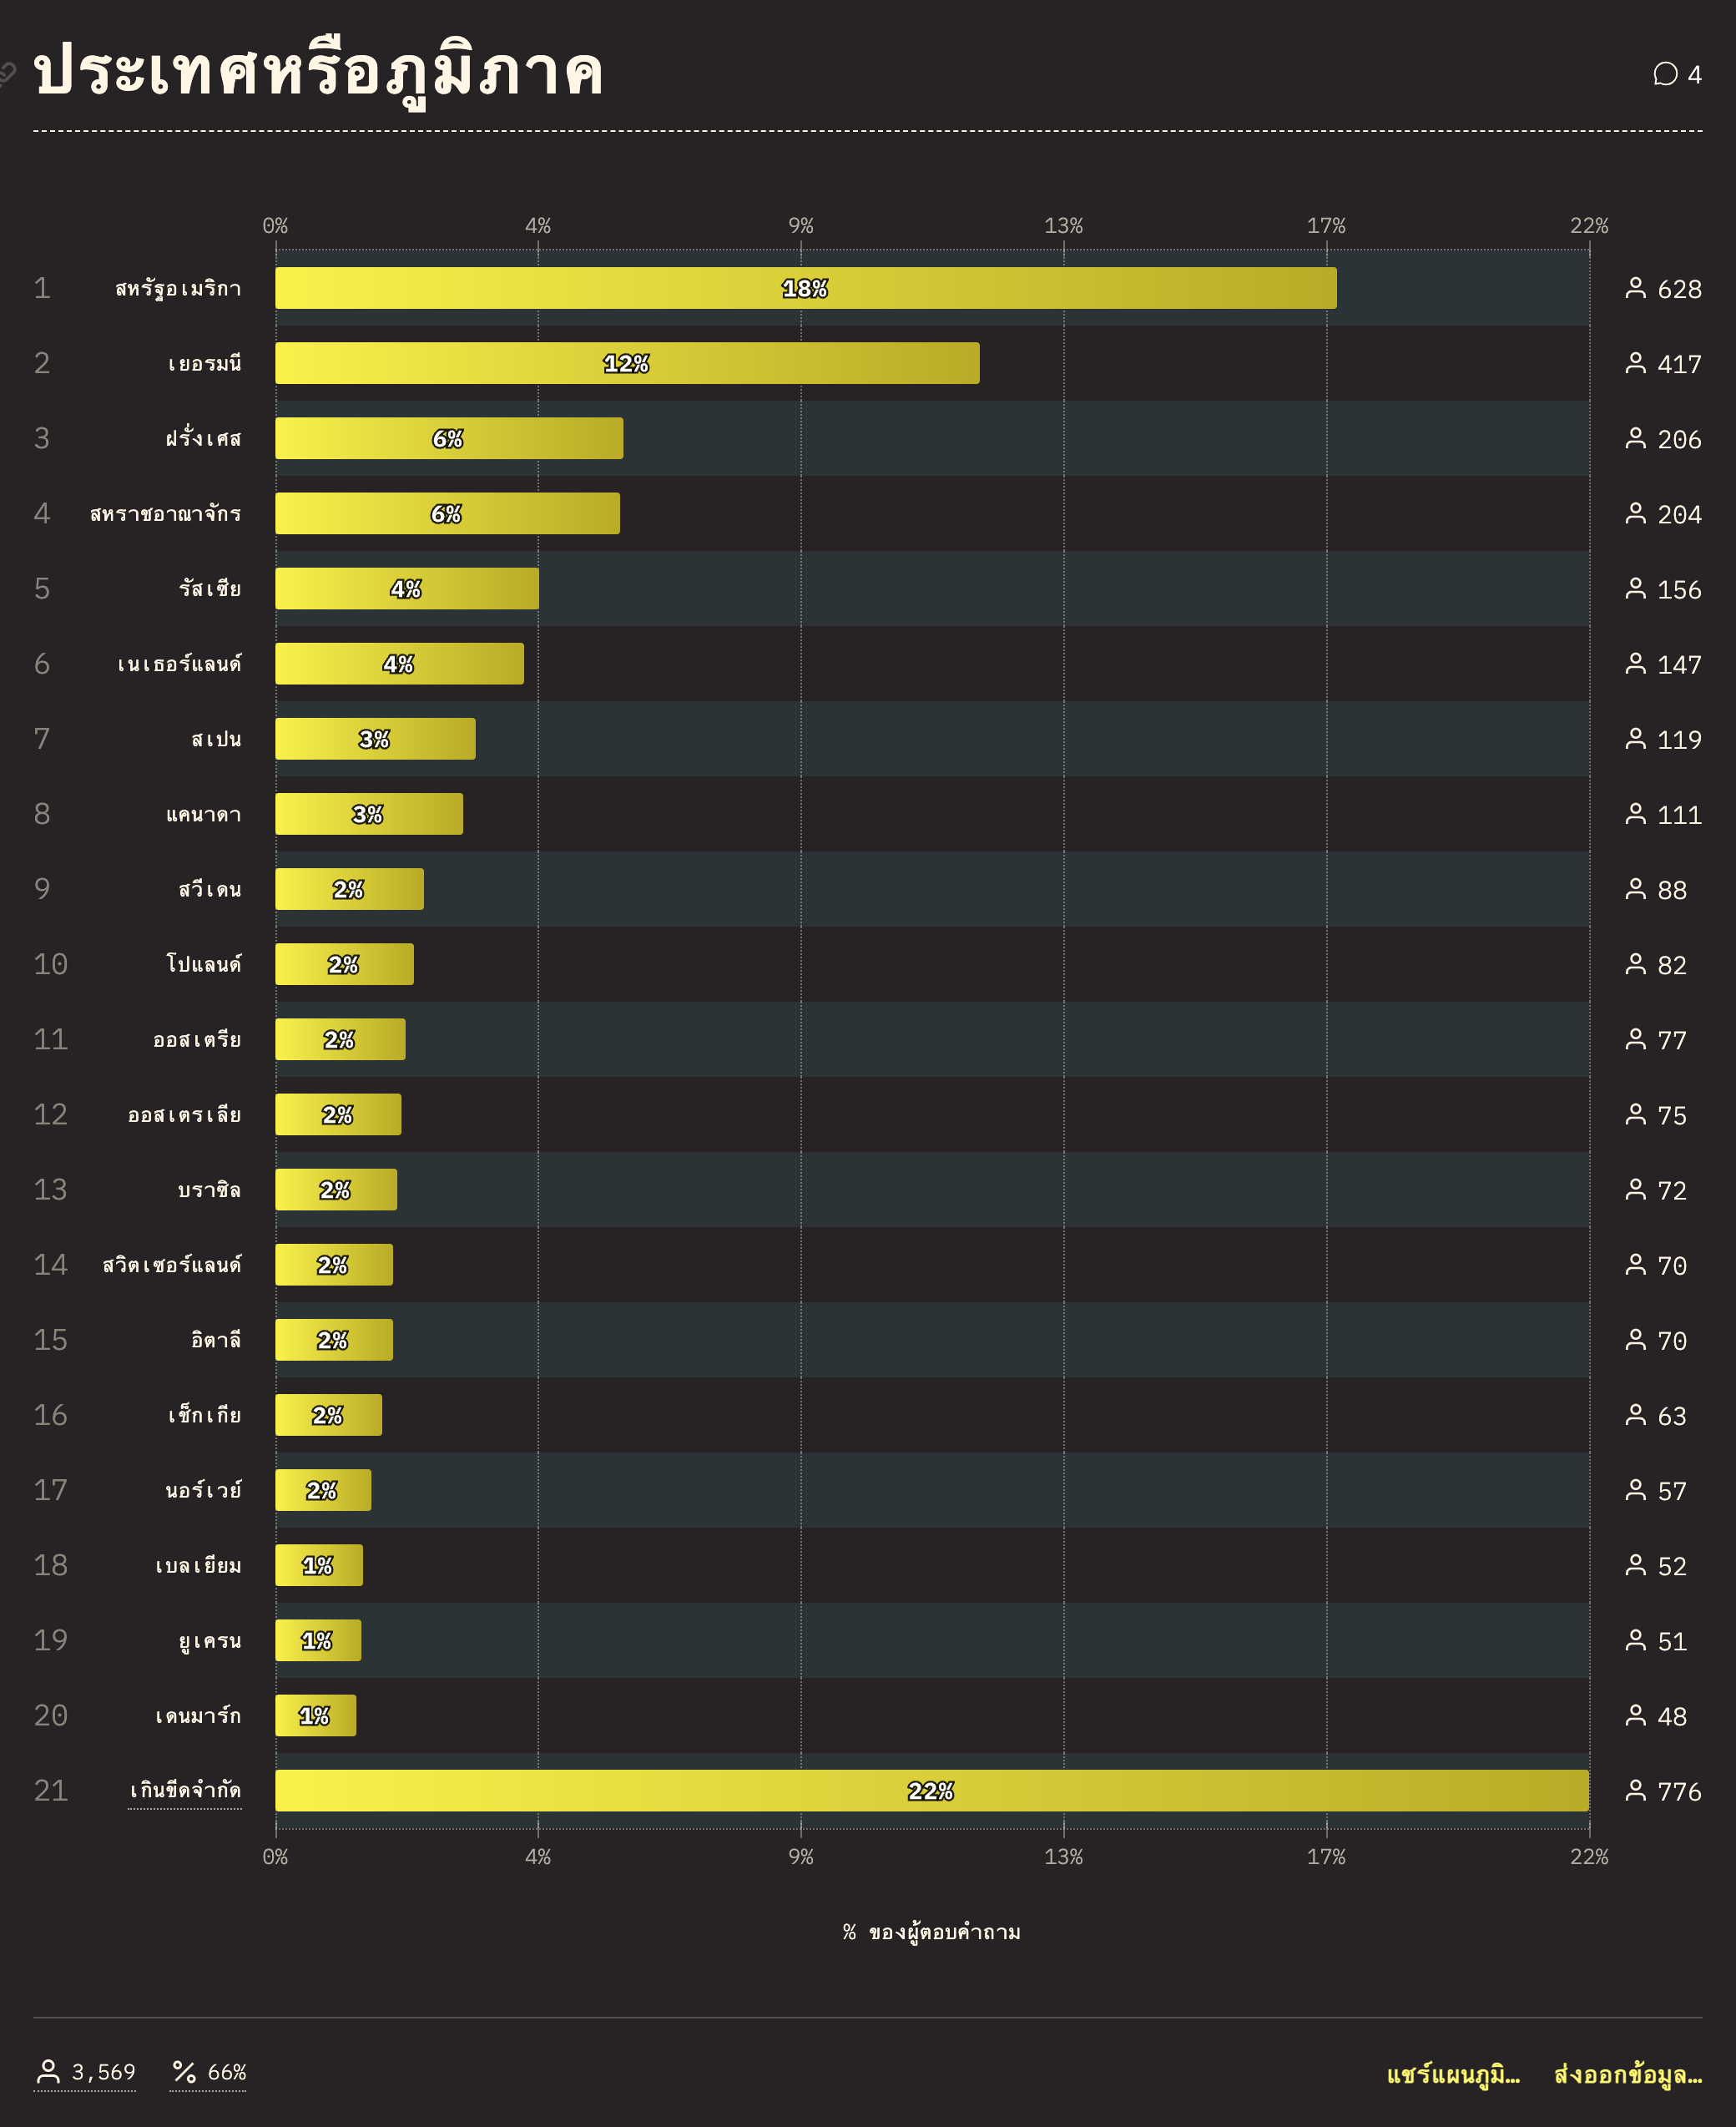 ประเทศหรือภูมิภาค 4
0% 4% 9% 13% 17% 22%
1 สหรัฐอเมริกา 18% 628
2 เยอรมนี 12% 417
3 ฝรั่งเศส 6% 206
4 สหราชอาณาจักร 6% 204
5 รัสเซีย 4% 156
6 เนเธอร์แลนด์ 4% 147
7 สเปน 3% 119
8 แคนาดา 3% 111
9 สวีเดน 2% 88
10 โปแลนด์ 2% 82
11 ออสเตรีย 2% 77
12 ออสเตรเลีย 2% 75
13 บราซิล 2% 72
14 สวิตเซอร์แลนด์ 2% 70
15 อิตาลี 2% 70
16 เช็กเกีย 2% 63
17 นอร์เวย์ 2% 57
18 เบลเยียม 1% 52
19 ยูเครน 1% 51
20 เดนมาร์ก 1% 48
21 เกินขีดจำกัด 22% 776
0% 4% 9% 13% 17% 22%
% ของผู้ตอบคำถาม
3,569 66% แชร์แผนภูมิ… ส่งออกข้อมูล…